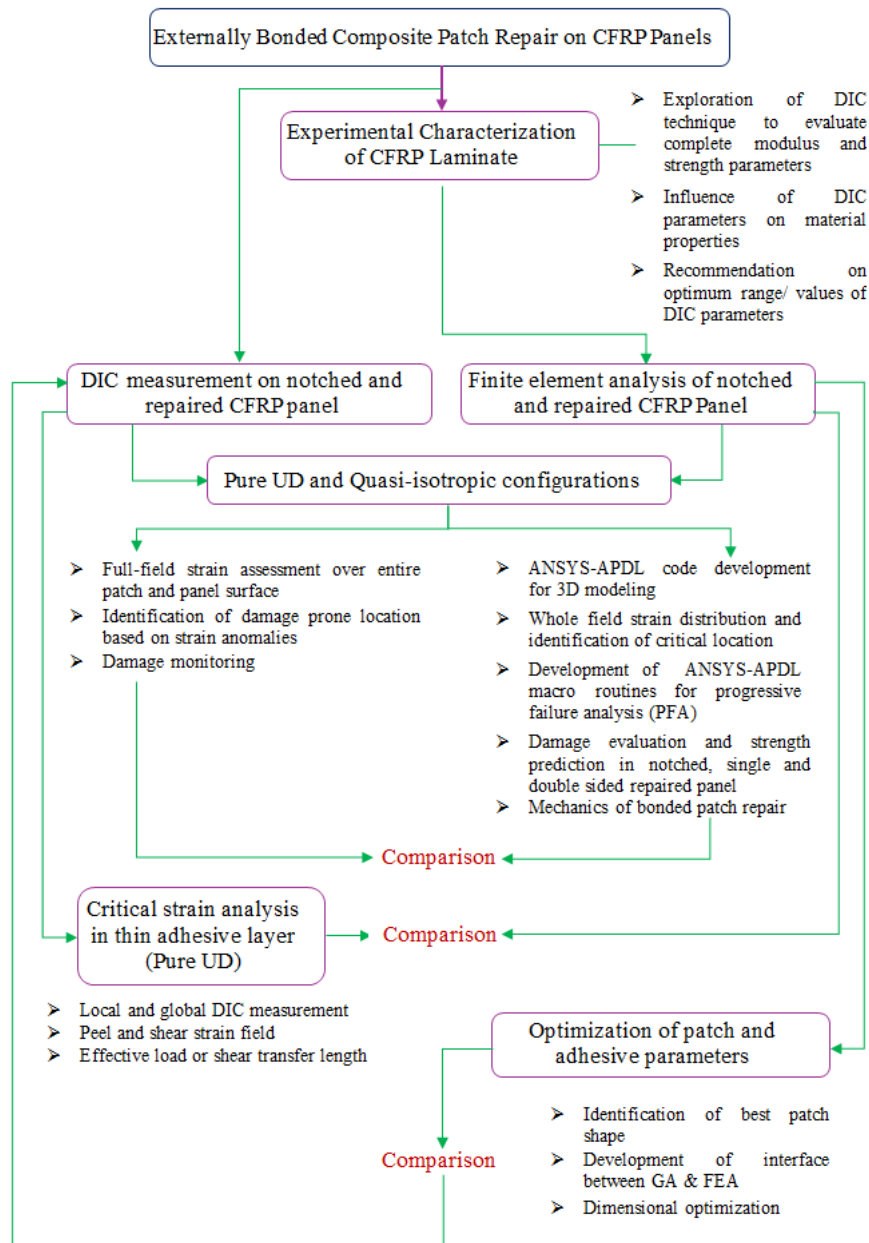 Externally Bonded Composite Patch Repair on CFRP Panels
Experimental Characterization
of CFRP Laminate
➤ Exploration of DIC
technique to evaluate
complete modulus and
strength parameters
➤ Influence of DIC
parameters on material
properties
➤ Recommendation on
optimum range/ values of
DIC parameters
DIC measurement on notched and
repaired CFRP panel
Finite element analysis of notched
and repaired CFRP Panel
Pure UD and Quasi-isotropic configurations
➤ Full-field strain assessment over entire
patch and panel surface
➤ Identification of damage prone location
based on strain anomalies
➤ Damage monitoring
➤ ANSYS-APDL code development
for 3D modeling
➤ Whole field strain distribution and
identification of critical location
➤ Development of ANSYS-APDL
macro routines for progressive
failure analysis (PFA)
➤ Damage evaluation and strength
prediction in notched, single and
double sided repaired panel
➤ Mechanics of bonded patch repair
Comparison
Critical strain analysis
in thin adhesive layer
(Pure UD)
Comparison
➤ Local and global DIC measurement
➤ Peel and shear strain field
➤ Effective load or shear transfer length
Optimization of patch and
adhesive parameters
Comparison
➤ Identification of best patch
shape
➤ Development of interface
between GA & FEA
➤ Dimensional optimization